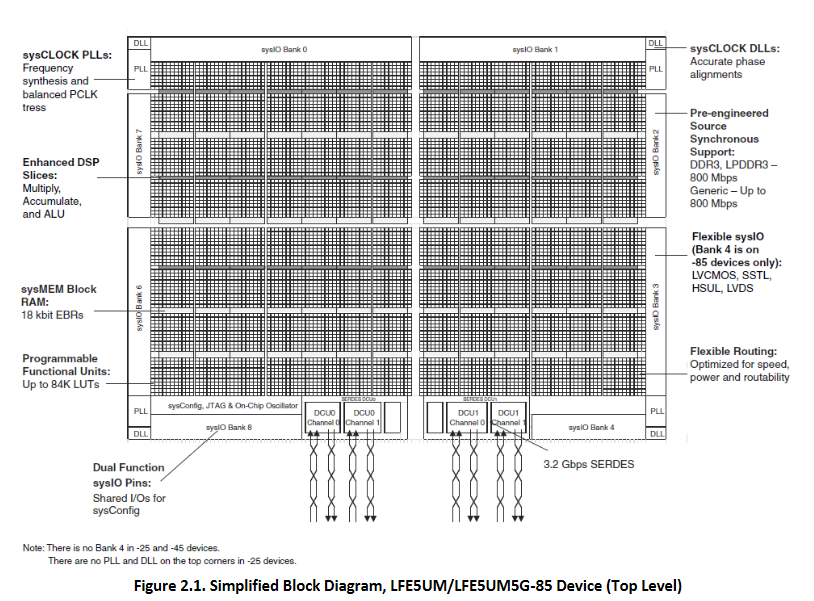 DLL
sysIO Bank 0
sysIO Bank 1
DLL
PLL
PLL
sysCLOCK PLLs:
Frequency
synthesis and
balanced PCLK
tress
sysCLOCK DLLs:
Accurate phase
alignments
sysIO Bank 7
sysIO Bank2
Pre-engineered
Source
Synchronous
Support:
DDR3, LPDDR3 –
800 Mbps
Generic – Up to
800 Mbps
Enhanced DSP
Slices:
Multiply,
Accumulate,
and ALU
Flexible sysIO
(Bank 4 is on
-85 devices only):
LVCMOS, SSTL,
HSUL, LVDS
sysMEM Block
RAM:
18 kbit EBRs
sysIO Bank 6
sysIO Bank 3
Programmable
Functional Units:
Up to 84K LUTs
Flexible Routing:
Optimized for speed,
power and routability
PLL
sysConfig, JTAG & On-Chip Oscillator
SERDES DCU0
SERDES DCU1
PLL
DCU0
Channel 0
DCU0
Channel 1
DCU1
Channel 0
DCU1
Channel 1
DLL
sysIO Bank 8
sysIO Bank 4
DLL
3.2 Gbps SERDES
Dual Function
sysIO Pins:
Shared I/Os for
sysConfig
Note: There is no Bank 4 in -25 and -45 devices.
There are no PLL and DLL on the top corners in -25 devices.
Figure 2.1. Simplified Block Diagram, LFE5UM/LFE5UM5G-85 Device (Top Level)